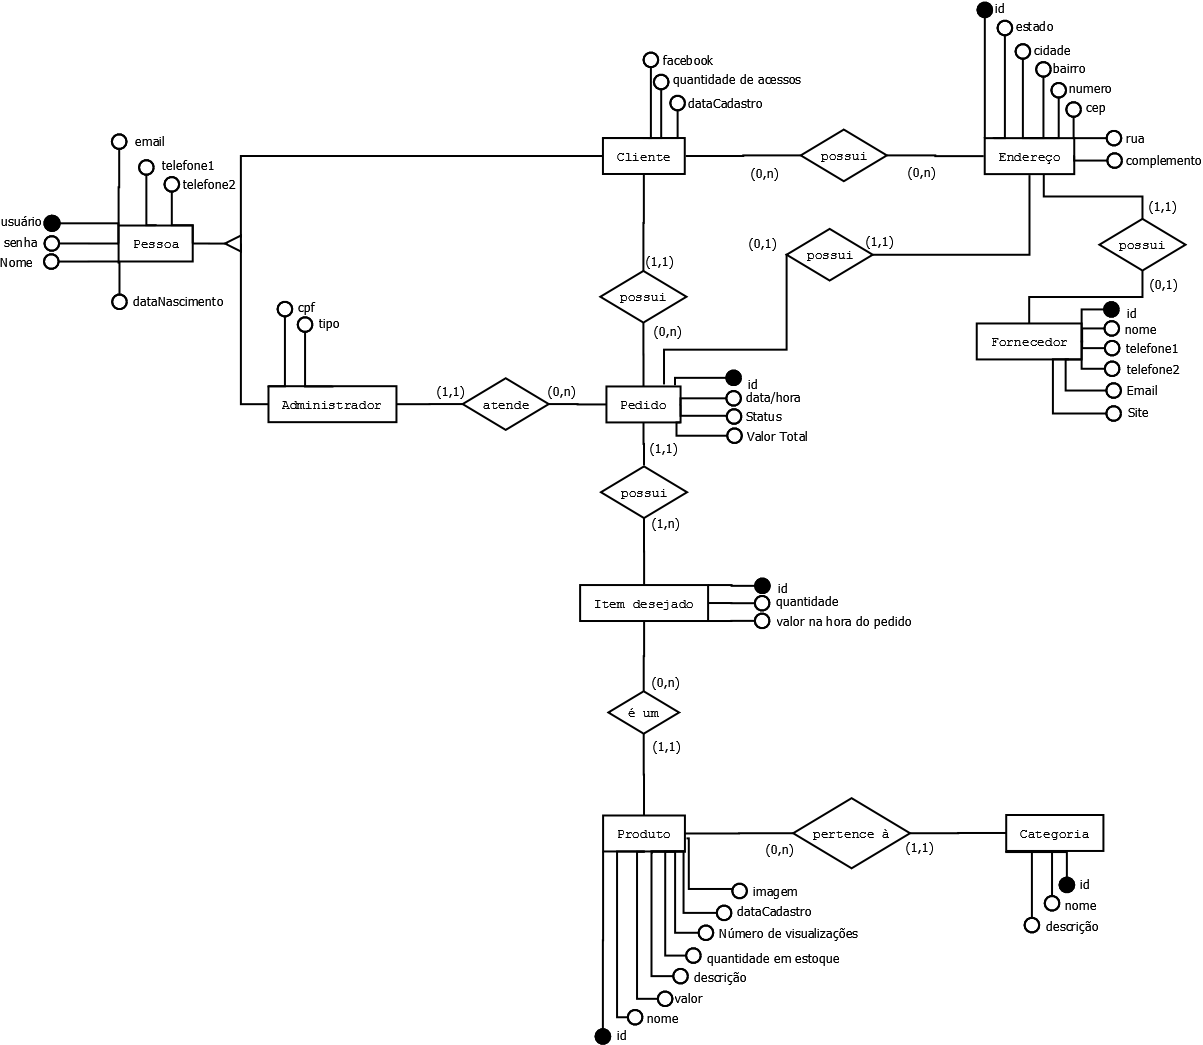 id
estado
cidade
bairro
numero
cep
rua
complemento
Endereço
facebook
quantidade de acessos
dataCadastro
Cliente
(0,n)
possui
(0,n)
email
telefone1
telefone2
usuário
senha
Nome
Pessoa
dataNascimento
(1,1)
possui
(0,1)
(0,1)
possui
(1,1)
(1,1)
possui
(0,n)
Fornecedor
id
nome
telefone1
telefone2
Email
Site
cpf
tipo
Administrador
(1,1)
atende
(0,n)
Pedido
id
data/hora
Status
Valor Total
(1,1)
possui
(1,n)
Item desejado
id
quantidade
valor na hora do pedido
(0,n)
é um
(1,1)
Produto
(0,n)
pertence à
(1,1)
Categoria
id
nome
descrição
imagem
dataCadastro
Número de visualizações
quantidade em estoque
descrição
valor
nome
id